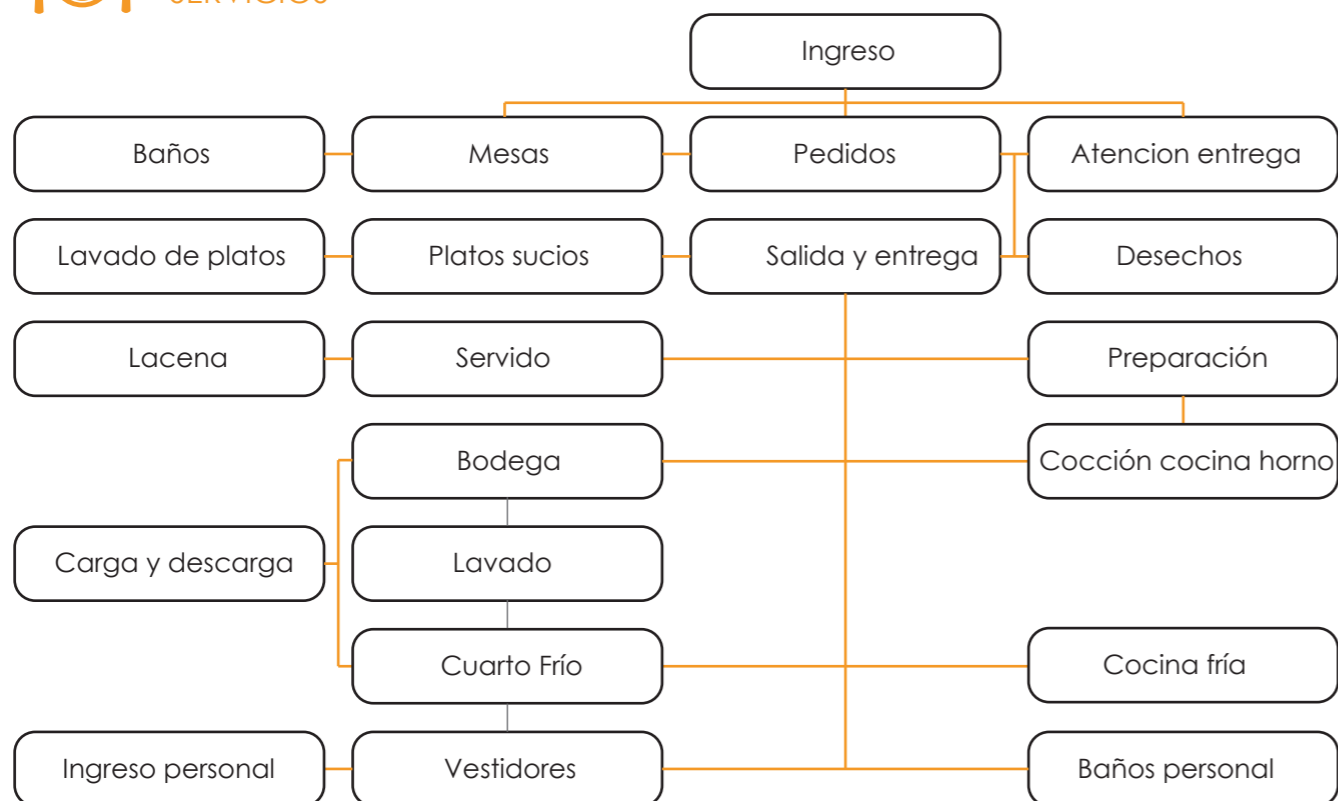 SERVICIOS
Ingreso
Baños
Mesas
Pedidos
Atencion entrega
Lavado de platos
Platos sucios
Salida y entrega
Desechos
Lacena
Servido
Preparación
Bodega
Cocción cocina horno
Carga y descarga
Lavado
Cuarto Frío
Cocina fría
Ingreso personal
Vestidores
Baños personal